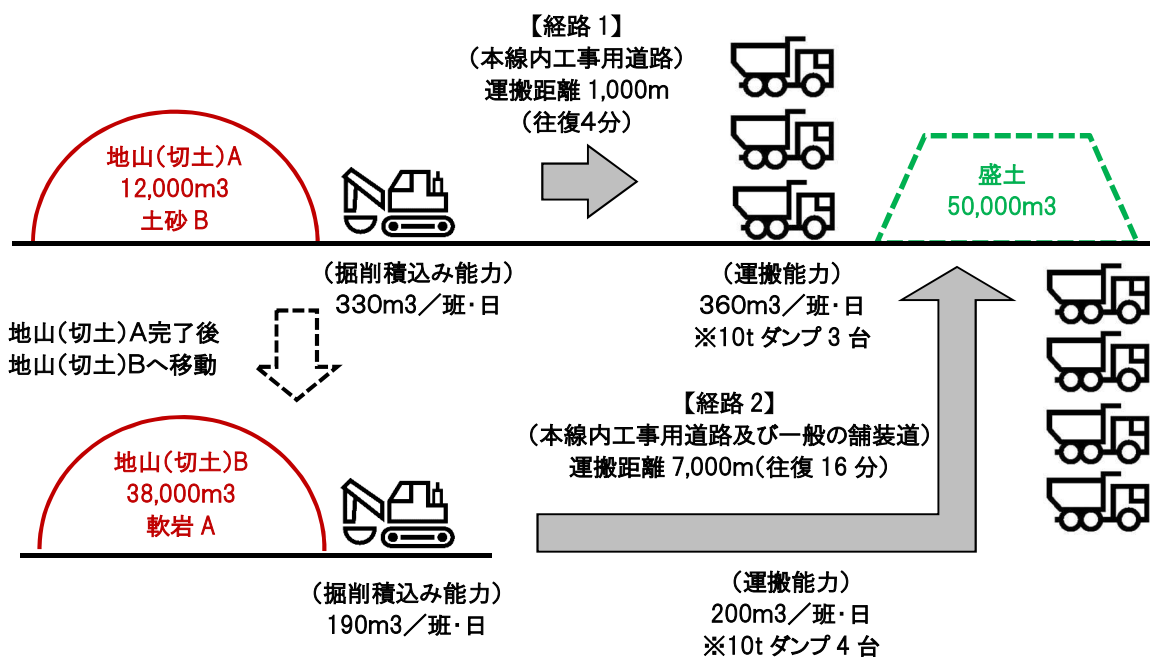 【経路1】
(本線内工事用道路)
運搬距離 1,000m
(往復4分)
地山(切土)A
12,000m3
土砂 B
盛土
50,000m3
(掘削積込み能力)
330m3/班・日
(運搬能力)
360m3/班・日
※10t ダンプ 3 台
地山(切土)A完了後
地山(切土)Bへ移動
【経路 2】
(本線内工事用道路及び一般の舗装道)
運搬距離 7,000m(往復 16 分)
地山(切土)B
38,000m3
軟岩 A
(掘削積込み能力)
190m3/班・日
(運搬能力)
200m3/班・日
※10t ダンプ 4 台